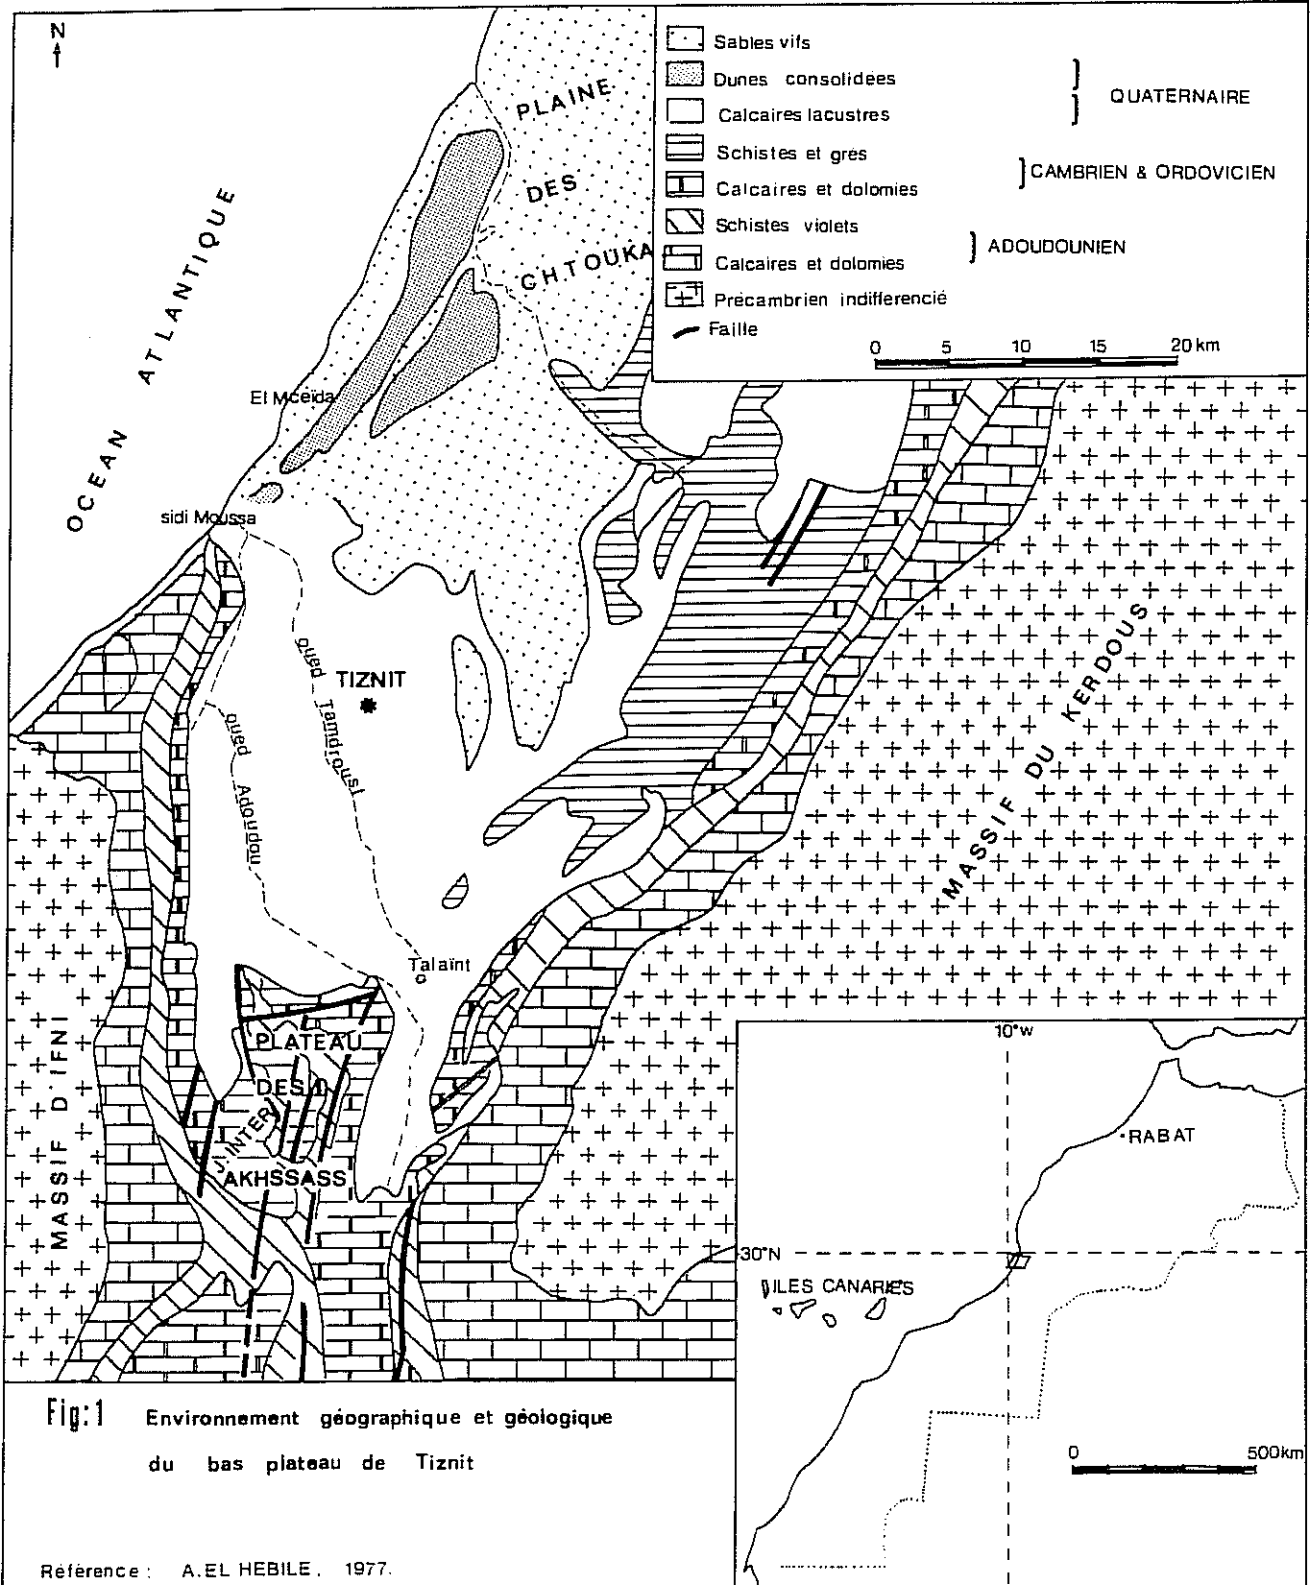 N
Sables vifs
Dunes consolidées
QUATERNAIRE
Calcaires lacustres
Schistes et grés
CAMBRIEN & ORDOVICIEN
Calcaires et dolomies
Schistes violets
ADOUDOUNIEN
Calcaires et dolomies
Précambrien indifferencié
Faille
0 5 10 15 20 km
PLAINE
DES
CHTOUKA
OCEAN ATLANTIQUE
El Mceïda
sidi Moussa
TIZNIT
oued Tamdroust
oued Adoudou
MASSIF DU KERDOUS
Talaïnt
PLATEAU
DES
J. INTER
AKHSSASS
MASSIF D'IFNI
10°W
RABAT
30°N
ILES CANARIES
0 500km
Fig:1 Environnement géographique et géologique
du bas plateau de Tiznit
Référence : A.EL HEBILE, 1977.